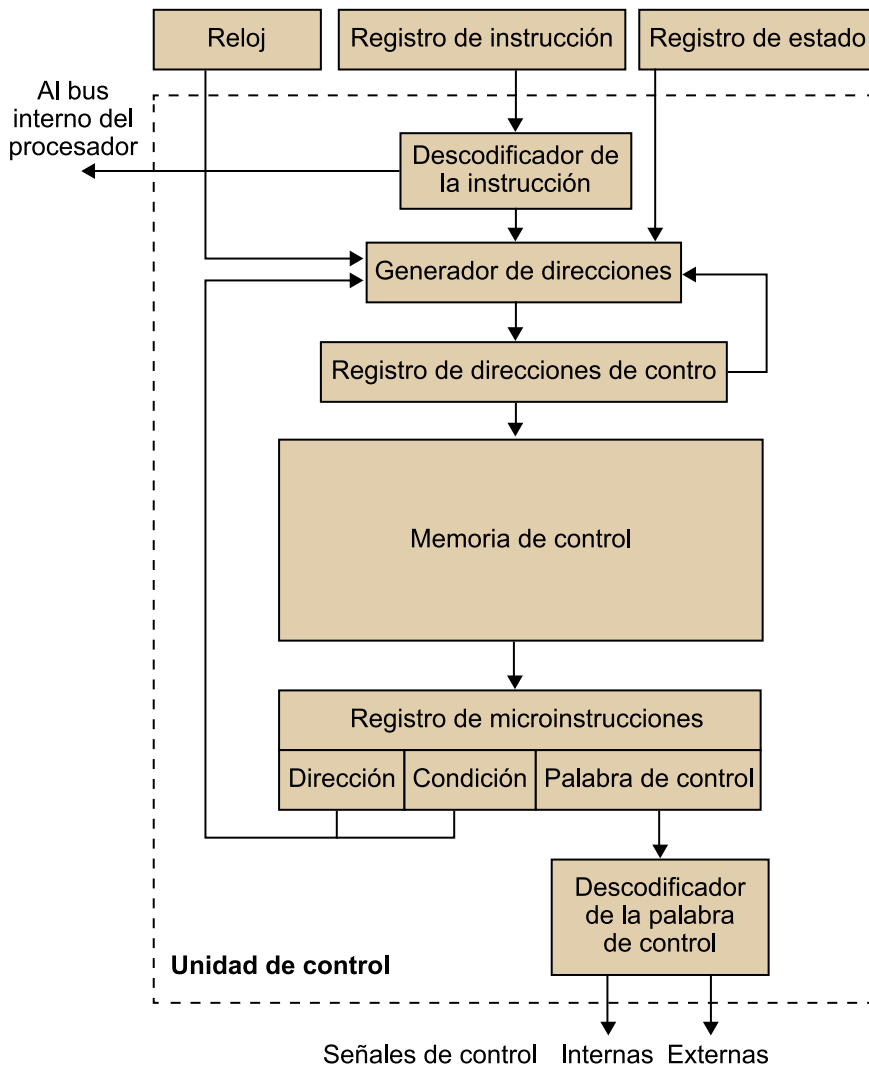 Reloj
Registro de instrucción
Registro de estado
Al bus
interno del
procesador
Descodificador de
la instrucción
Generador de direcciones
Registro de direcciones de contro
Memoria de control
Registro de microinstrucciones
Dirección
Condición
Palabra de control
Descodificador
de la palabra
de control
Unidad de control
Señales de control
Internas
Externas